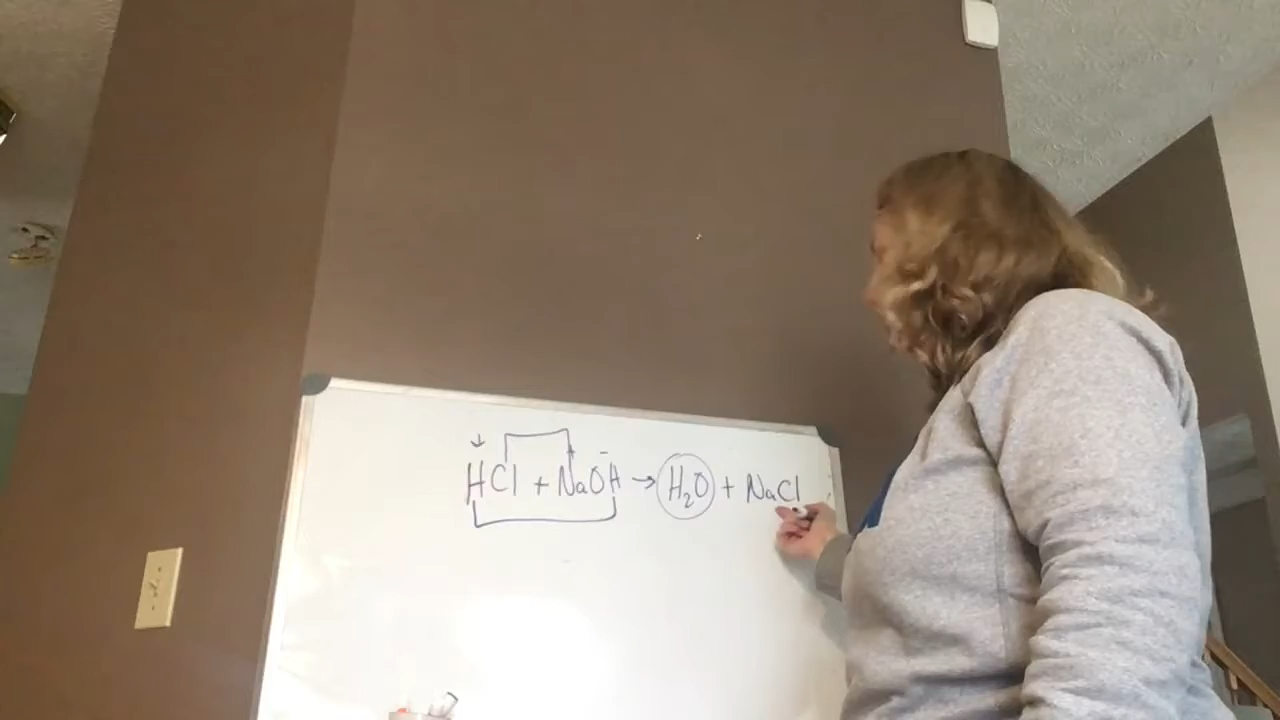 HCl + NaOH → H₂O + NaCl